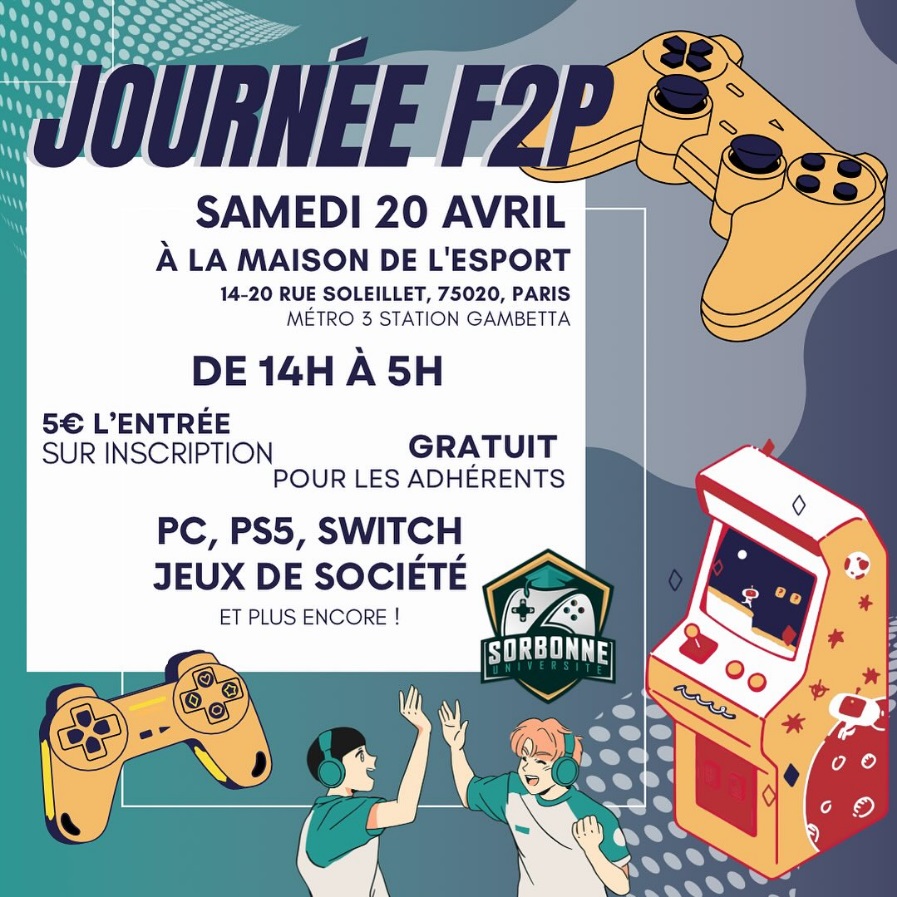 JOURNÉE F2P
SAMEDI 20 AVRIL
À LA MAISON DE L'ESPORT
14-20 RUE SOLEILLET, 75020, PARIS
MÉTRO 3 STATION GAMBETTA
DE 14H À 5H
5€ L’ENTRÉE
SUR INSCRIPTION
GRATUIT
POUR LES ADHÉRENTS
PC, PS5, SWITCH
JEUX DE SOCIÉTÉ
ET PLUS ENCORE !
SORBONNE
UNIVERSITE